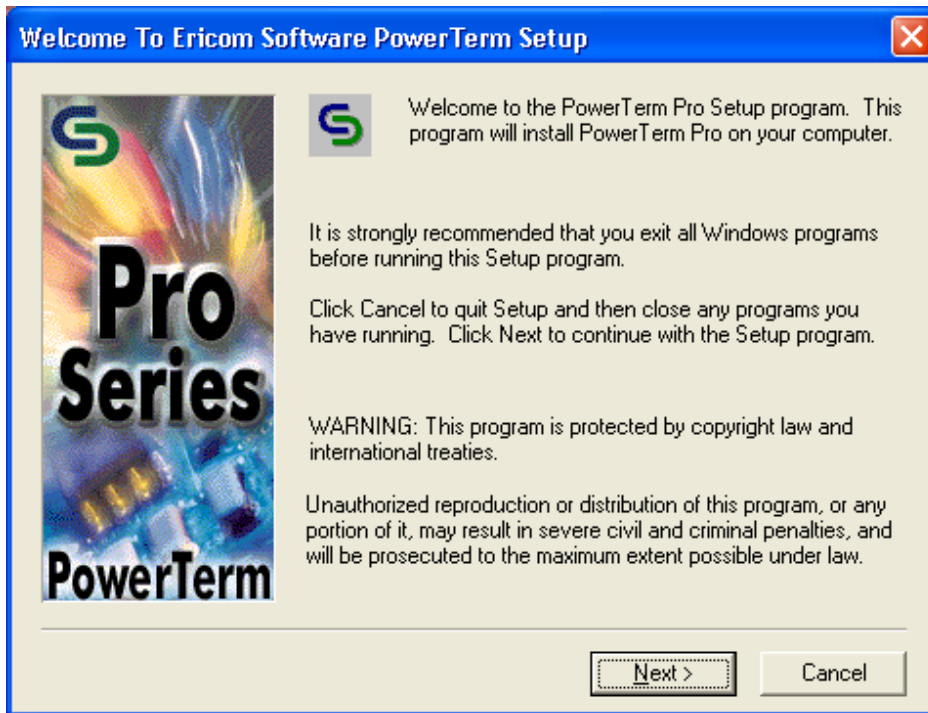 Welcome To Ericom Software PowerTerm Setup
Pro
Series
PowerTerm
Welcome to the PowerTerm Pro Setup program.  This
program will install PowerTerm Pro on your computer.
It is strongly recommended that you exit all Windows programs
before running this Setup program.
Click Cancel to quit Setup and then close any programs you
have running.  Click Next to continue with the Setup program.
WARNING: This program is protected by copyright law and
international treaties.
Unauthorized reproduction or distribution of this program, or any
portion of it, may result in severe civil and criminal penalties, and
will be prosecuted to the maximum extent possible under law.
Next >
Cancel